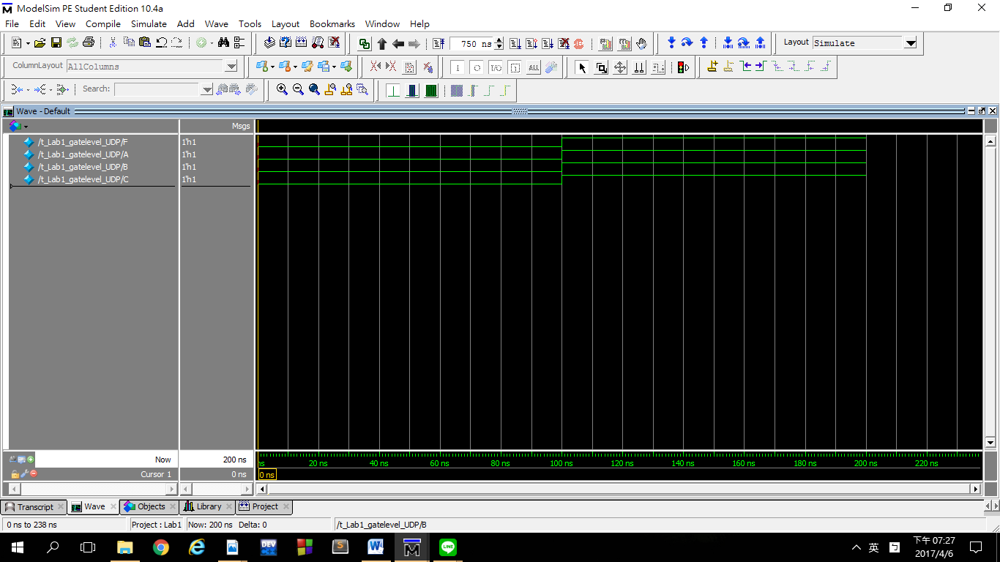 ModelSim PE Student Edition 10.4a
File Edit View Compile Simulate Add Wave Tools Layout Bookmarks Window Help
750 ns
Layout Simulate
ColumnLayout AllColumns
Search:
Wave - Default
Msgs
/t_Lab1_gatelevel_UDP/F 1'h1
/t_Lab1_gatelevel_UDP/A 1'h1
/t_Lab1_gatelevel_UDP/B 1'h1
/t_Lab1_gatelevel_UDP/C 1'h1
Now 200 ns
ns 20 ns 40 ns 60 ns 80 ns 100 ns 120 ns 140 ns 160 ns 180 ns 200 ns 220 ns
Cursor 1 0 ns
0 ns
Transcript Wave Objects Library Project
0 ns to 238 ns Project : Lab1 Now: 200 ns Delta: 0 /t_Lab1_gatelevel_UDP/B
DEV C++ S W M LINE 英 下午 07:27
2017/4/6